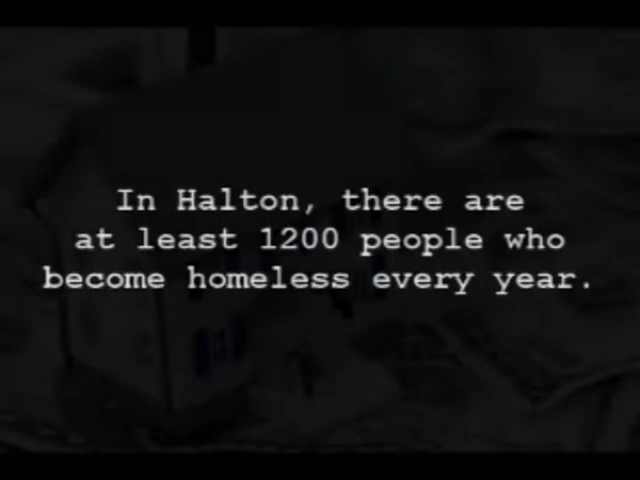 In Halton, there are
at least 1200 people who
become homeless every year.